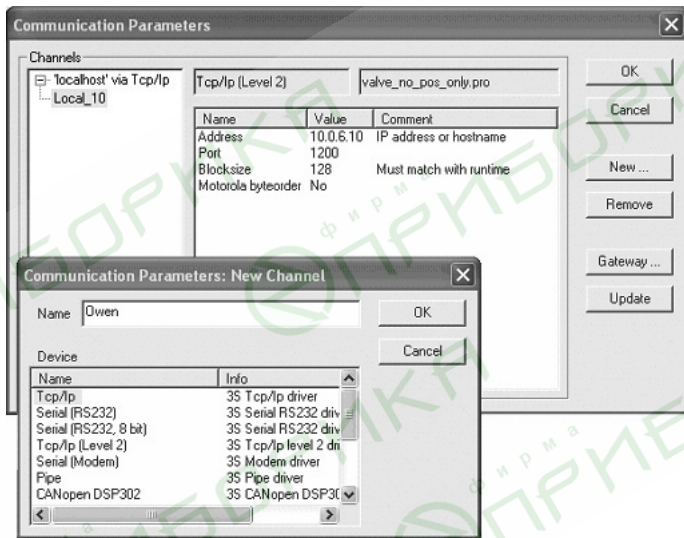 Communication Parameters
Channels
'localhost' via Tcp/Ip
Local_10
Tcp/Ip (Level 2)
valve_no_pos_only.pro
Name Value Comment
Address 10.0.6.10 IP address or hostname
Port 1200
Blocksize 128 Must match with runtime
Motorola byteorder No
OK
Cancel
New ...
Remove
Gateway ...
Update
Communication Parameters: New Channel
Name Owen
OK
Cancel
Device
Name Info
Tcp/Ip 3S Tcp/Ip driver
Serial (RS232) 3S Serial RS232 driv
Serial (RS232, 8 bit) 3S Serial RS232 driv
Tcp/Ip (Level 2) 3S Tcp/Ip level 2 dri
Serial (Modem) 3S Modem driver
Pipe 3S Pipe driver
CANopen DSP302 3S CANopen DSP30
фирма
ПРИБОРИКА
фирма